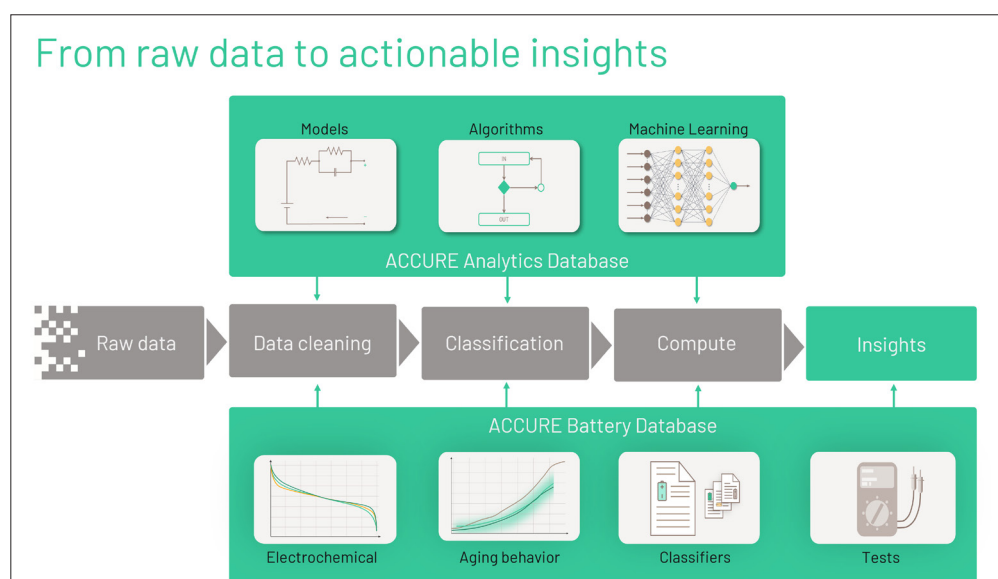 From raw data to actionable insights
Models
Algorithms
Machine Learning
IN
OUT
ACCURE Analytics Database
Raw data
Data cleaning
Classification
Compute
Insights
ACCURE Battery Database
Electrochemical
Aging behavior
Classifiers
Tests